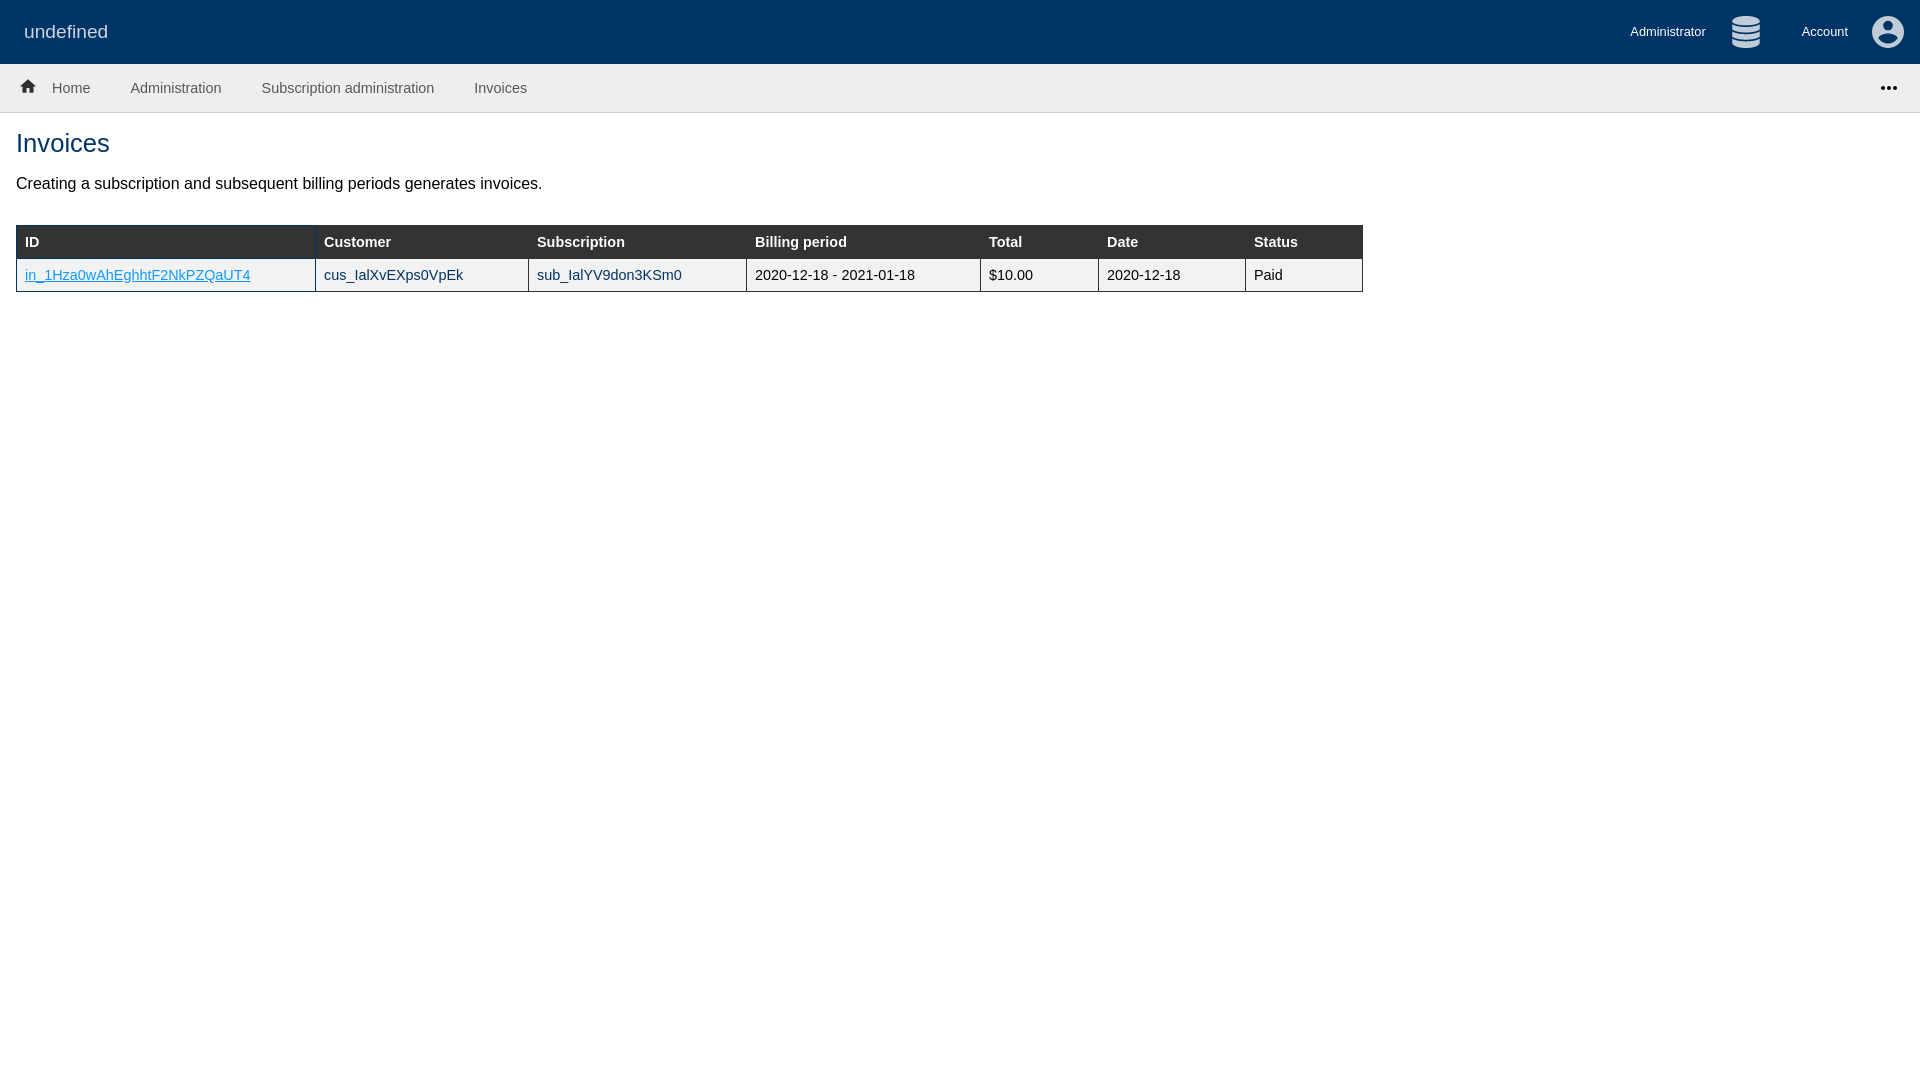 undefined
Administrator Account
Home Administration Subscription administration Invoices
Invoices
Creating a subscription and subsequent billing periods generates invoices.
ID Customer Subscription Billing period Total Date Status
in_1Hza0wAhEghhtF2NkPZQaUT4 cus_IalXvEXps0VpEk sub_IalYV9don3KSm0 2020-12-18 - 2021-01-18 $10.00 2020-12-18 Paid